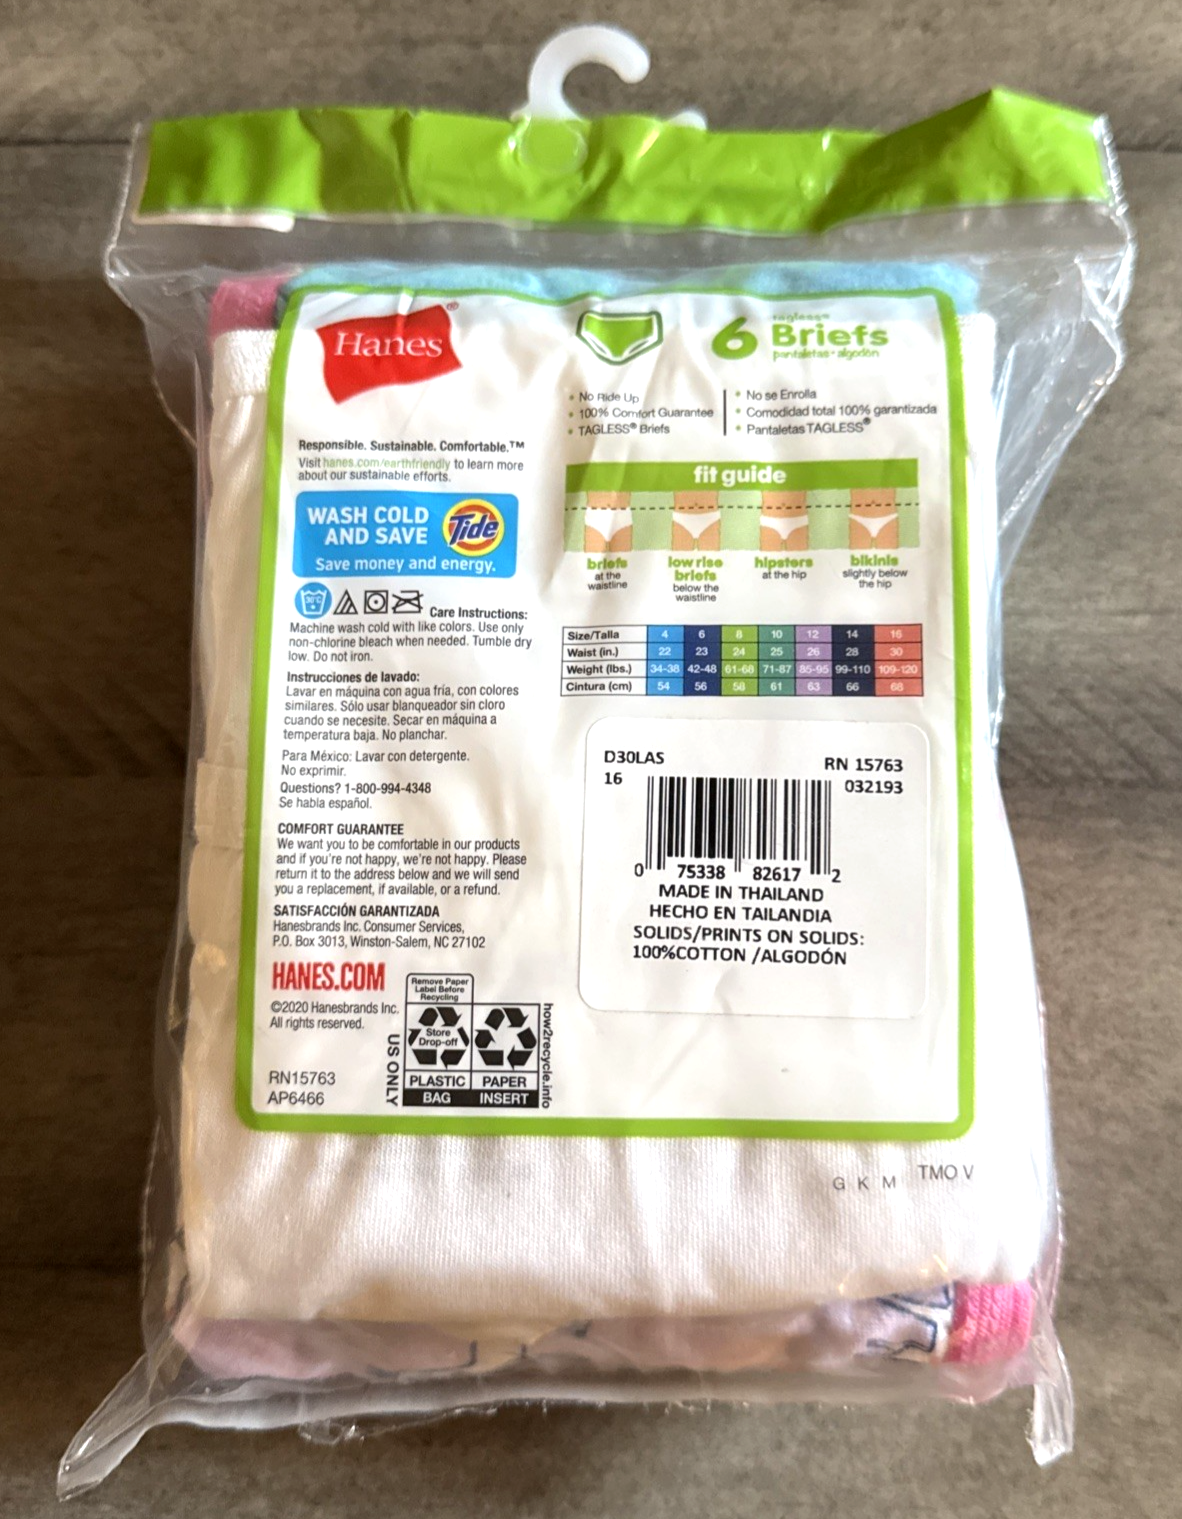 Hanes®
6 tagless™
Briefs
pantaletas • algodón
• No Ride Up
• 100% Comfort Guarantee
• TAGLESS® Briefs
• No se Enrolla
• Comodidad total 100% garantizada
• Pantaletas TAGLESS®
Responsible. Sustainable. Comfortable.™
Visit hanes.com/earthfriendly to learn more
about our sustainable efforts.
WASH COLD
AND SAVE
Tide
Save money and energy.
30°C
Care Instructions:
Machine wash cold with like colors. Use only
non-chlorine bleach when needed. Tumble dry
low. Do not iron.
Instrucciones de lavado:
Lavar en máquina con agua fría, con colores
similares. Sólo usar blanqueador sin cloro
cuando se necesite. Secar en máquina a
temperatura baja. No planchar.
Para México: Lavar con detergente.
No exprimir.
Questions? 1-800-994-4348
Se habla español.
COMFORT GUARANTEE
We want you to be comfortable in our products
and if you're not happy, we're not happy. Please
return it to the address below and we will send
you a replacement, if available, or a refund.
SATISFACCIÓN GARANTIZADA
Hanesbrands Inc. Consumer Services,
P.O. Box 3013, Winston-Salem, NC 27102
HANES.COM
©2020 Hanesbrands Inc.
All rights reserved.
RN15763
AP6466
US ONLY
Remove Paper
Label Before
Recycling
Store
Drop-off
PLASTIC
BAG
PAPER
INSERT
how2recycle.info
fit guide
briefs
at the
waistline
low rise
briefs
below the
waistline
hipsters
at the hip
bikinis
slightly below
the hip
Size/Talla 4 6 8 10 12 14 16
Waist (in.) 22 23 24 25 26 28 30
Weight (lbs.) 34-38 42-48 61-68 71-87 85-95 99-110 109-120
Cintura (cm) 54 56 58 61 63 66 68
D30LAS
16
RN 15763
032193
0 75338 82617 2
MADE IN THAILAND
HECHO EN TAILANDIA
SOLIDS/PRINTS ON SOLIDS:
100%COTTON /ALGODÓN
G K M TMO V